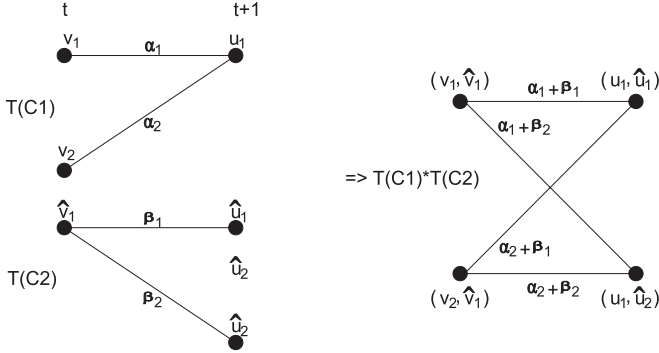 t t+1
v₁ α₁ u₁
T(C1)
α₂
v₂
v̂₁ β₁ û₁
û₂
T(C2)
β₂
û₂
(v₁,v̂₁) α₁+β₁ (u₁,û₁)
α₁+β₂
=> T(C1)*T(C2)
α₂+β₁
(v₂,v̂₁) α₂+β₂ (u₁,û₂)